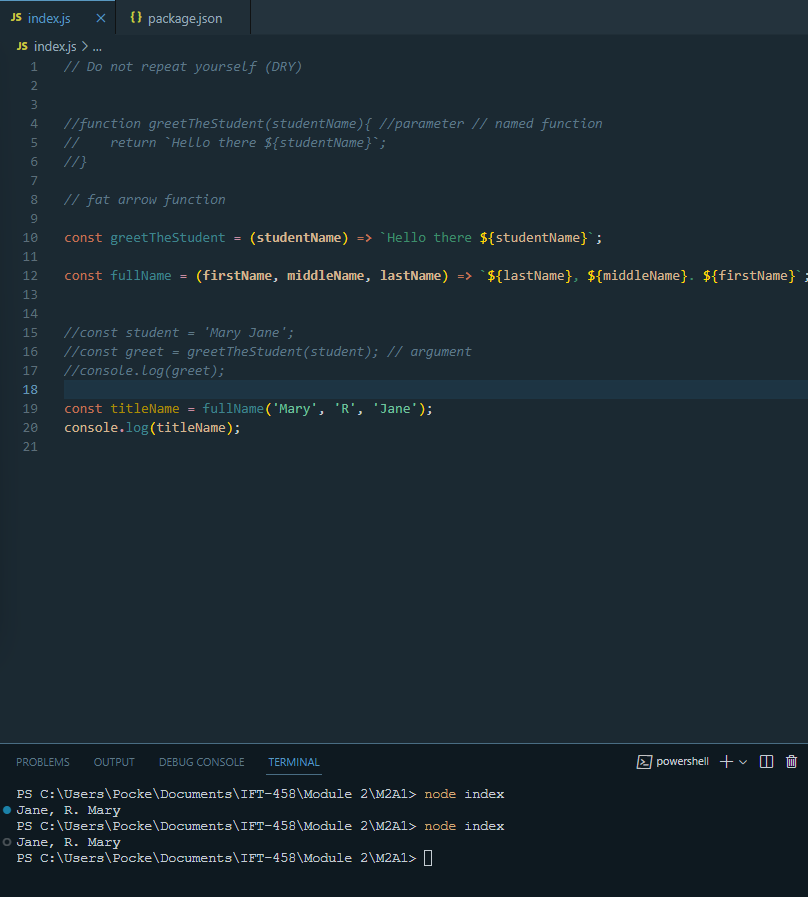 JS index.js × {} package.json
JS index.js > ...
1 // Do not repeat yourself (DRY)
2
3
4 //function greetTheStudent(studentName){ //parameter // named function
5 //    return `Hello there ${studentName}`;
6 //}
7
8 // fat arrow function
9
10 const greetTheStudent = (studentName) => `Hello there ${studentName}`;
11
12 const fullName = (firstName, middleName, lastName) => `${lastName}, ${middleName}. ${firstName}`;
13
14
15 //const student = 'Mary Jane';
16 //const greet = greetTheStudent(student); // argument
17 //console.log(greet);
18
19 const titleName = fullName('Mary', 'R', 'Jane');
20 console.log(titleName);
21
PROBLEMS OUTPUT DEBUG CONSOLE TERMINAL powershell
PS C:\Users\Pocke\Documents\IFT-458\Module 2\M2A1> node index
Jane, R. Mary
PS C:\Users\Pocke\Documents\IFT-458\Module 2\M2A1> node index
Jane, R. Mary
PS C:\Users\Pocke\Documents\IFT-458\Module 2\M2A1>